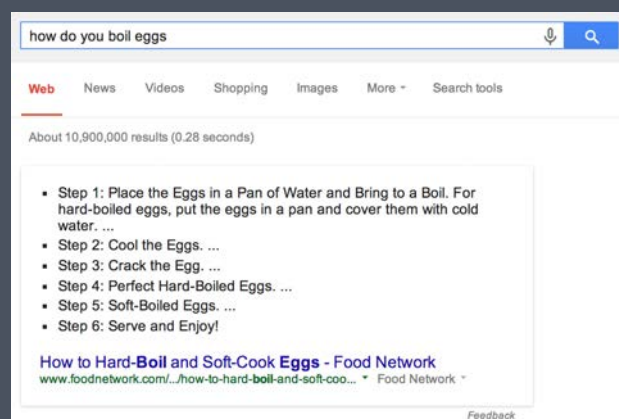 how do you boil eggs
Web News Videos Shopping Images More Search tools
About 10,900,000 results (0.28 seconds)
Step 1: Place the Eggs in a Pan of Water and Bring to a Boil. For
hard-boiled eggs, put the eggs in a pan and cover them with cold
water. ...
Step 2: Cool the Eggs. ...
Step 3: Crack the Egg. ...
Step 4: Perfect Hard-Boiled Eggs. ...
Step 5: Soft-Boiled Eggs. ...
Step 6: Serve and Enjoy!
How to Hard-Boil and Soft-Cook Eggs - Food Network
www.foodnetwork.com/.../how-to-hard-boil-and-soft-coo... Food Network
Feedback